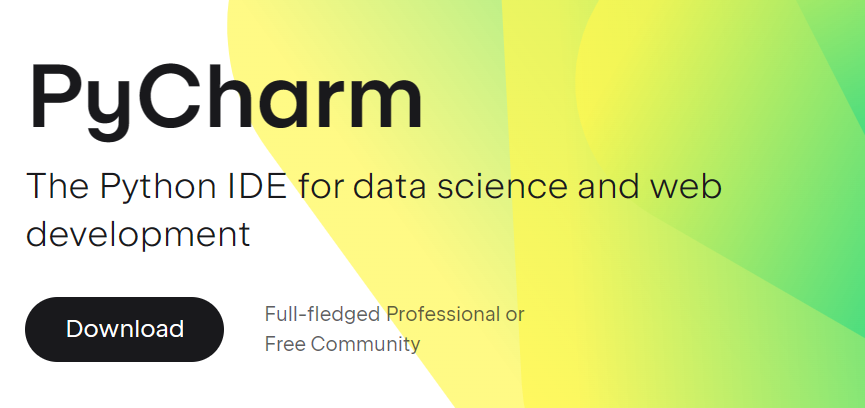 PyCharm
The Python IDE for data science and web
development
Download
Full-fledged Professional or
Free Community